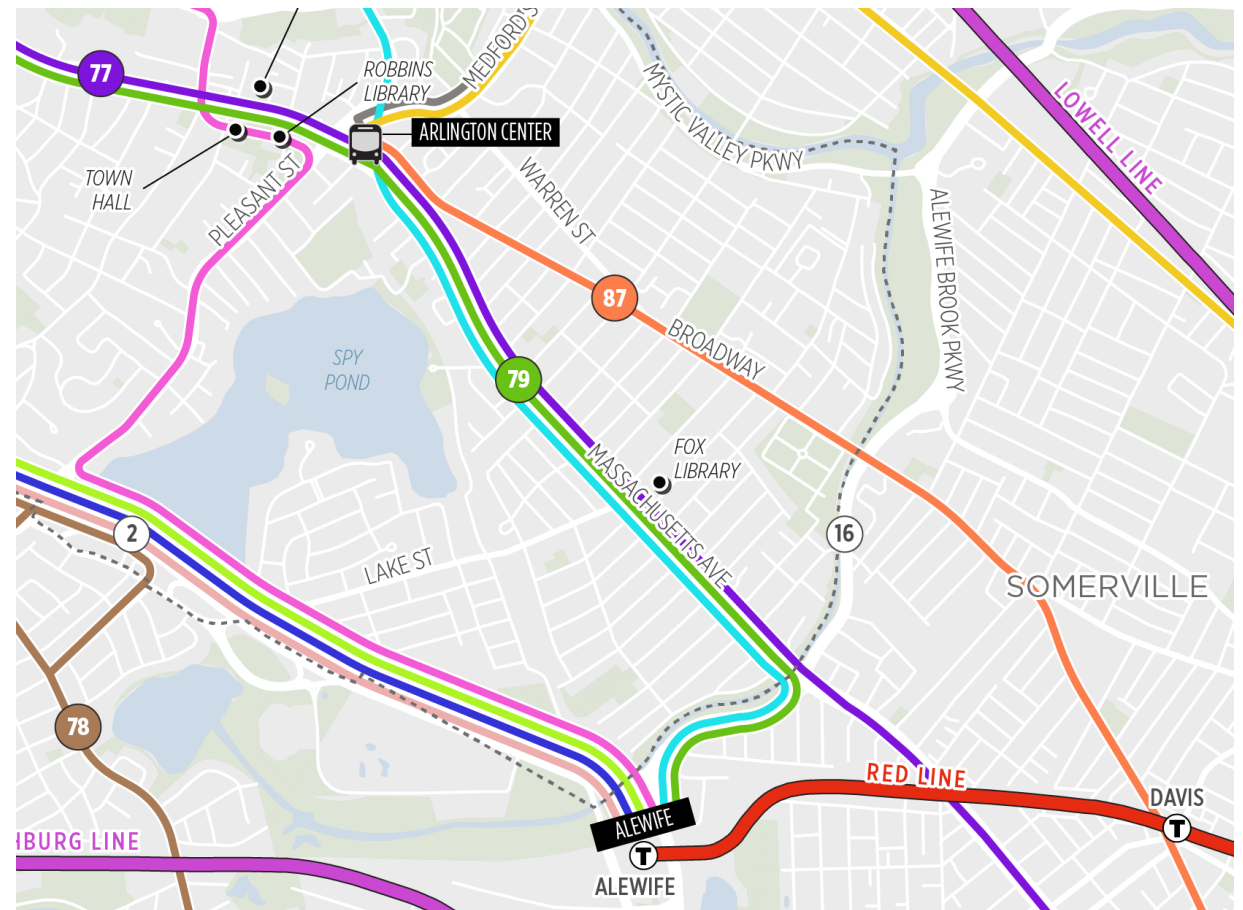 77
ROBBINS
LIBRARY
MEDFORD S
ARLINGTON CENTER
TOWN
HALL
PLEASANT ST
WARREN ST
MYSTIC VALLEY PKWY
LOWELL LINE
ALEWIFE BROOK PKWY
87
BROADWAY
SPY
POND
79
FOX
LIBRARY
MASSACHUSETTS AVE
2
LAKE ST
16
SOMERVILLE
78
RED LINE
DAVIS
T
HBURG LINE
ALEWIFE
T
ALEWIFE